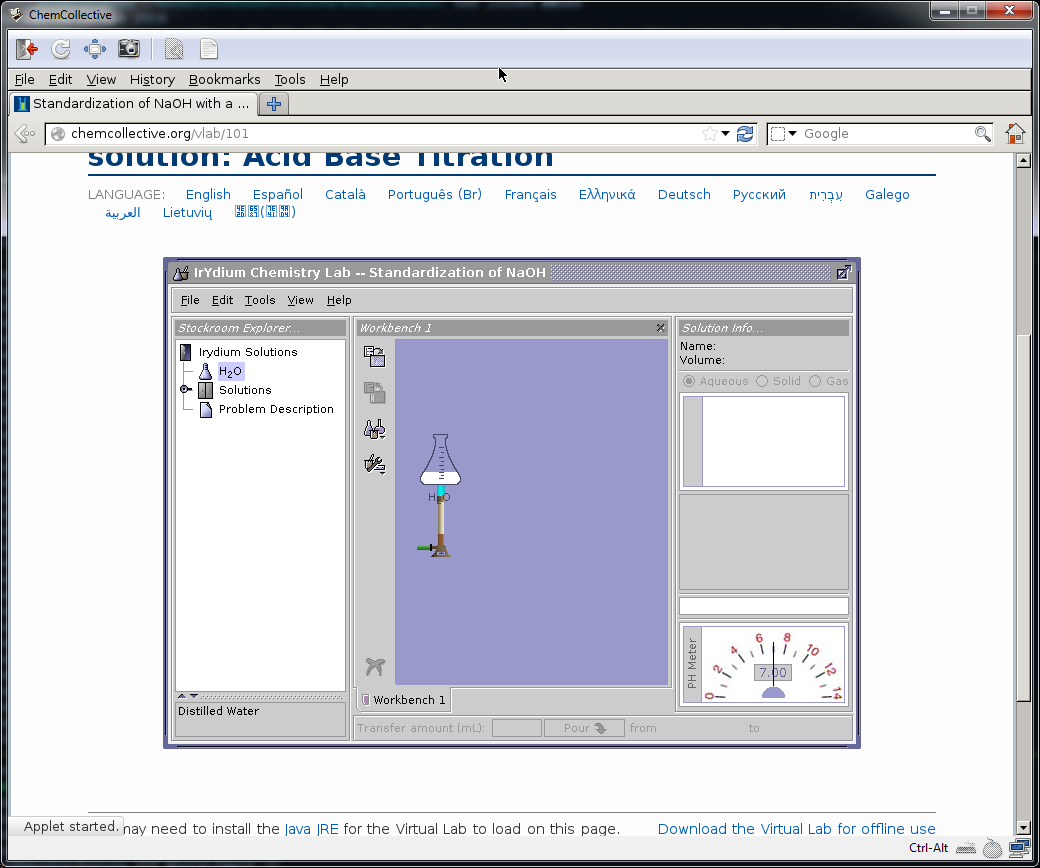 ChemCollective
File Edit View History Bookmarks Tools Help
Standardization of NaOH with a ...
chemcollective.org/vlab/101
Google
solution: Acid Base Titration
LANGUAGE: English Español Català Português (Br) Français Ελληνικά Deutsch Русский עִבְרִית Galego
العربية Lietuvių
IrYdium Chemistry Lab -- Standardization of NaOH
File Edit Tools View Help
Stockroom Explorer...
Irydium Solutions
H2O
Solutions
Problem Description
Distilled Water
Workbench 1
H2O
Workbench 1
Transfer amount (mL): Pour from to
Solution Info...
Name:
Volume:
Aqueous Solid Gas
PH Meter
0 2 4 6 8 10 12 14
7.00
Applet started.
may need to install the Java JRE for the Virtual Lab to load on this page. Download the Virtual Lab for offline use
Ctrl-Alt